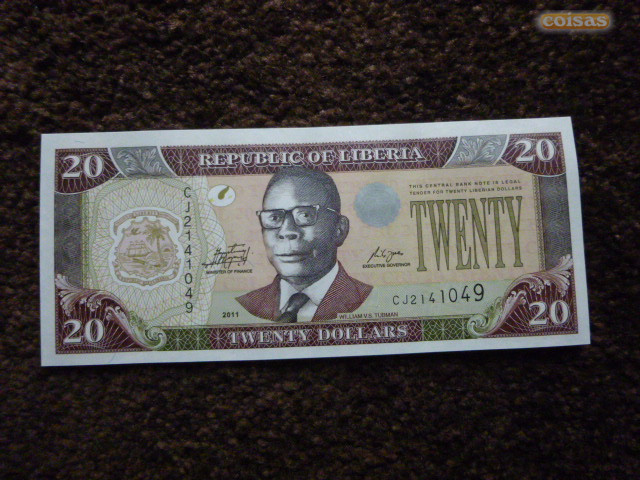 coisas
20 REPUBLIC OF LIBERIA 20
THIS CENTRAL BANK NOTE IS LEGAL
TENDER FOR TWENTY LIBERIAN DOLLARS
TWENTY
CJ2141049
MINISTER OF FINANCE
EXECUTIVE GOVERNOR
CJ2141049
2011
WILLIAM V.S. TUBMAN
20 TWENTY DOLLARS 20